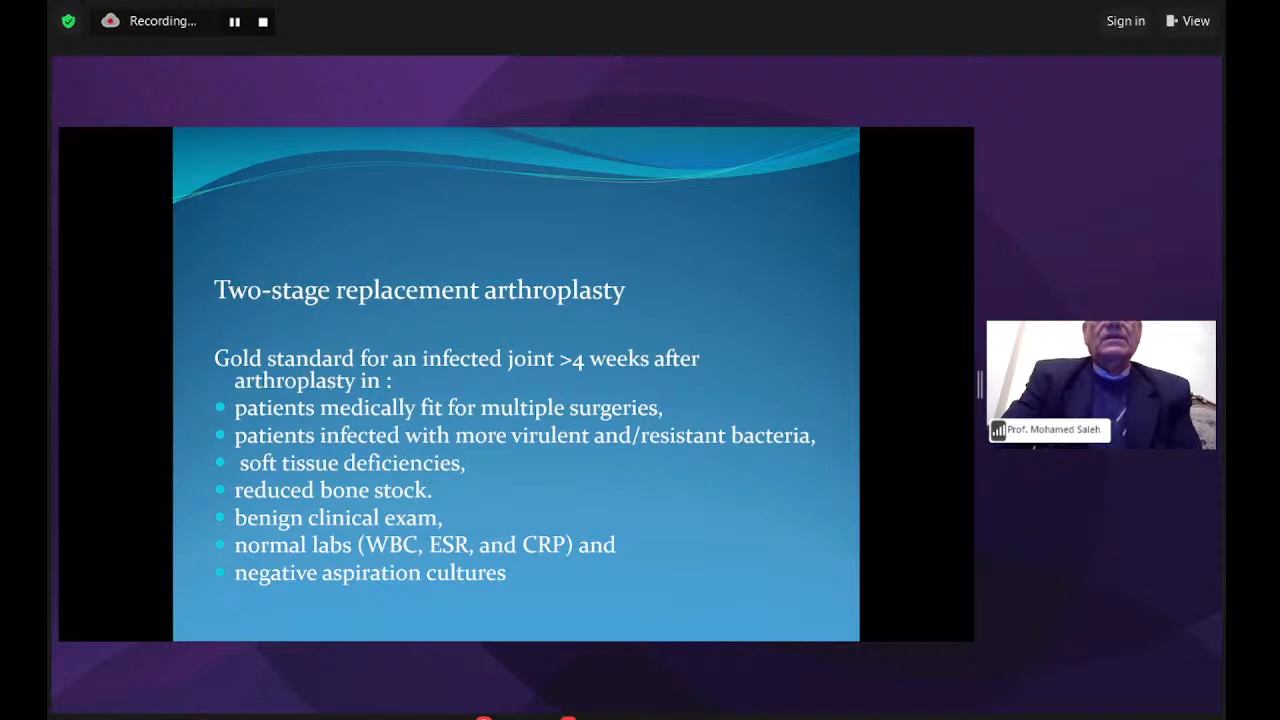 Recording...
Sign in
View
Two-stage replacement arthroplasty
Gold standard for an infected joint >4 weeks after
arthroplasty in :
patients medically fit for multiple surgeries,
patients infected with more virulent and/resistant bacteria,
soft tissue deficiencies,
reduced bone stock.
benign clinical exam,
normal labs (WBC, ESR, and CRP) and
negative aspiration cultures
Prof. Mohamed Saleh